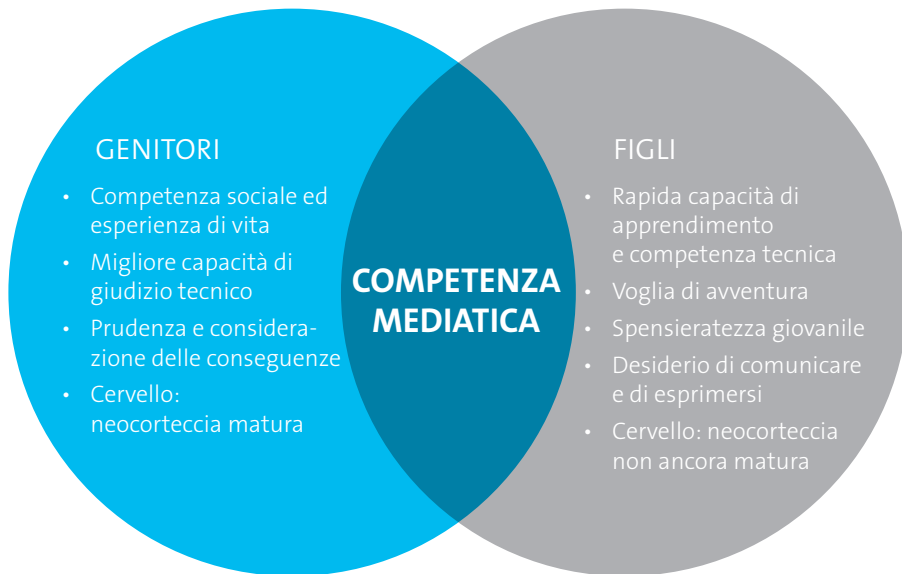 GENITORI
• Competenza sociale ed
esperienza di vita
• Migliore capacità di
giudizio tecnico
• Prudenza e considera-
zione delle conseguenze
• Cervello:
neocorteccia matura
COMPETENZA
MEDIATICA
FIGLI
• Rapida capacità di
apprendimento
e competenza tecnica
• Voglia di avventura
• Spensieratezza giovanile
• Desiderio di comunicare
e di esprimersi
• Cervello: neocorteccia
non ancora matura